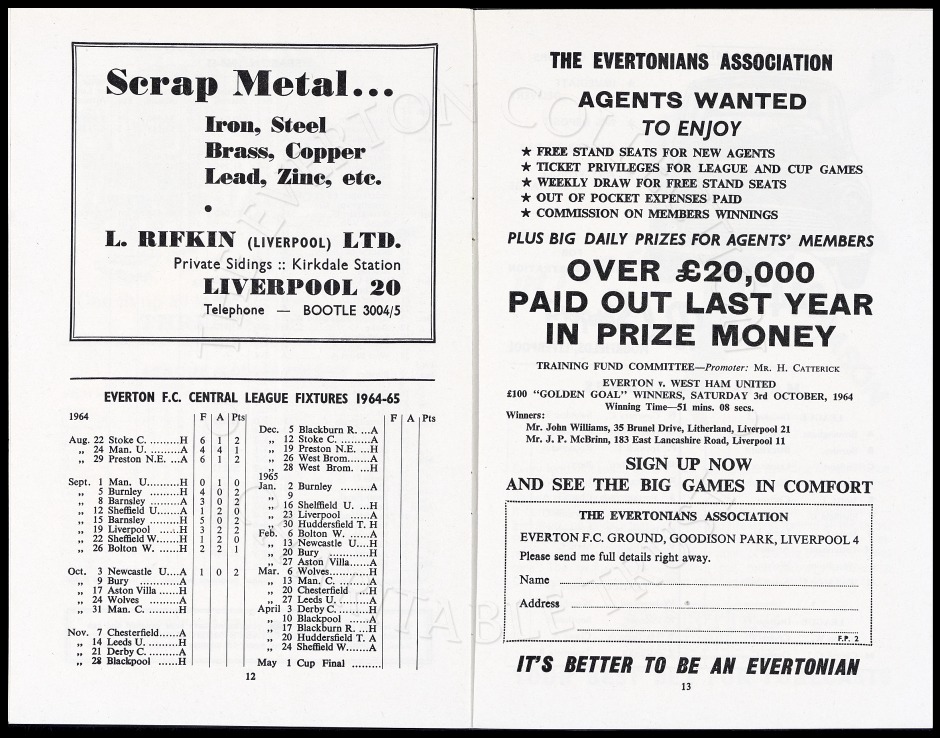 Scrap Metal...
Iron, Steel
Brass, Copper
Lead, Zinc, etc.
L. RIFKIN (LIVERPOOL) LTD.
Private Sidings :: Kirkdale Station
LIVERPOOL 20
Telephone — BOOTLE 3004/5
EVERTON F.C. CENTRAL LEAGUE FIXTURES 1964-65
1964 F A Pts
Aug. 22 Stoke C. .........H 6 1 2
„ 24 Man. U. .........A 4 4 1
„ 29 Preston N.E. ...A 6 1 2
Sept. 1 Man. U.........H 0 1 0
„ 5 Burnley .........H 4 0 2
„ 8 Barnsley .........A 3 0 2
„ 12 Sheffield U.......A 1 2 0
„ 15 Barnsley .........H 5 0 2
„ 19 Liverpool ......H 3 2 2
„ 22 Sheffield W.......H 1 2 0
„ 26 Bolton W. ......H 2 2 1
Oct. 3 Newcastle U....A 1 0 2
„ 9 Bury ............A
„ 17 Aston Villa ......H
„ 24 Wolves .........A
„ 31 Man. C. .........H
Nov. 7 Chesterfield......A
„ 14 Leeds U. .........H
„ 21 Derby C. .........A
„ 28 Blackpool ......H
F A Pts
Dec. 5 Blackburn R. ...A
„ 12 Stoke C. .........A
„ 19 Preston N.E. ...H
„ 26 West Brom.......A
„ 28 West Brom. ...H
1965
Jan. 2 Burnley .........A
„ 9
„ 16 Shelffield U. ...H
„ 23 Liverpool ......A
„ 30 Huddersfield T. H
Feb. 6 Bolton W. ......A
„ 13 Newcastle U....H
„ 20 Bury ............H
„ 27 Aston Villa......A
Mar. 6 Wolves............H
„ 13 Man. C. .........A
„ 20 Chesterfield ...H
„ 27 Leeds U. .........A
April 3 Derby C. .........H
„ 10 Blackpool ......A
„ 17 Blackburn R. ...H
„ 20 Huddersfield T. A
„ 24 Sheffield W.......A
May 1 Cup Final .........
12
THE EVERTONIANS ASSOCIATION
AGENTS WANTED
TO ENJOY
★ FREE STAND SEATS FOR NEW AGENTS
★ TICKET PRIVILEGES FOR LEAGUE AND CUP GAMES
★ WEEKLY DRAW FOR FREE STAND SEATS
★ OUT OF POCKET EXPENSES PAID
★ COMMISSION ON MEMBERS WINNINGS
PLUS BIG DAILY PRIZES FOR AGENTS' MEMBERS
OVER £20,000
PAID OUT LAST YEAR
IN PRIZE MONEY
TRAINING FUND COMMITTEE—Promoter: MR. H. CATTERICK
EVERTON v. WEST HAM UNITED
£100 "GOLDEN GOAL" WINNERS, SATURDAY 3rd OCTOBER, 1964
Winning Time—51 mins. 08 secs.
Winners:
Mr. John Williams, 35 Brunel Drive, Litherland, Liverpool 21
Mr. J. P. McBrinn, 183 East Lancashire Road, Liverpool 11
SIGN UP NOW
AND SEE THE BIG GAMES IN COMFORT
THE EVERTONIANS ASSOCIATION
EVERTON F.C. GROUND, GOODISON PARK, LIVERPOOL 4
Please send me full details right away.
Name
Address
F.P. 2
IT'S BETTER TO BE AN EVERTONIAN
13